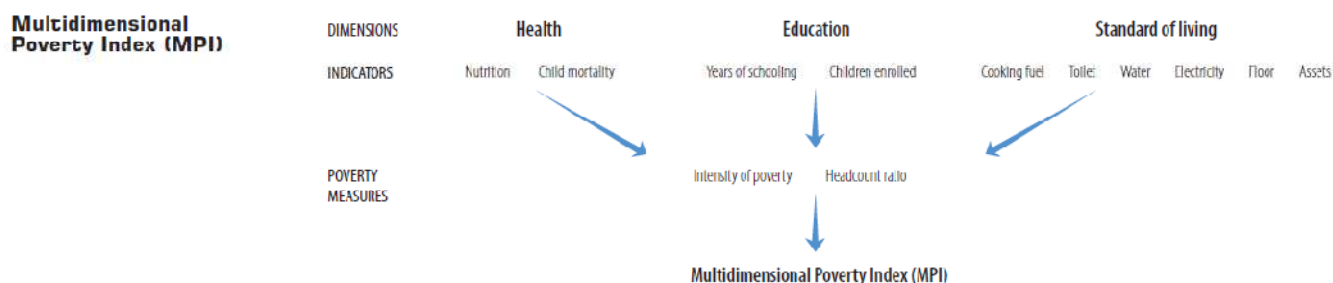 Multidimensional
Poverty Index (MPI)
DIMENSIONS Health Education Standard of living
INDICATORS Nutrition Child mortality Years of schooling Children enrolled Cooking fuel Toilet Water Electricity Floor Assets
POVERTY
MEASURES
Intensity of poverty Headcount ratio
Multidimensional Poverty Index (MPI)